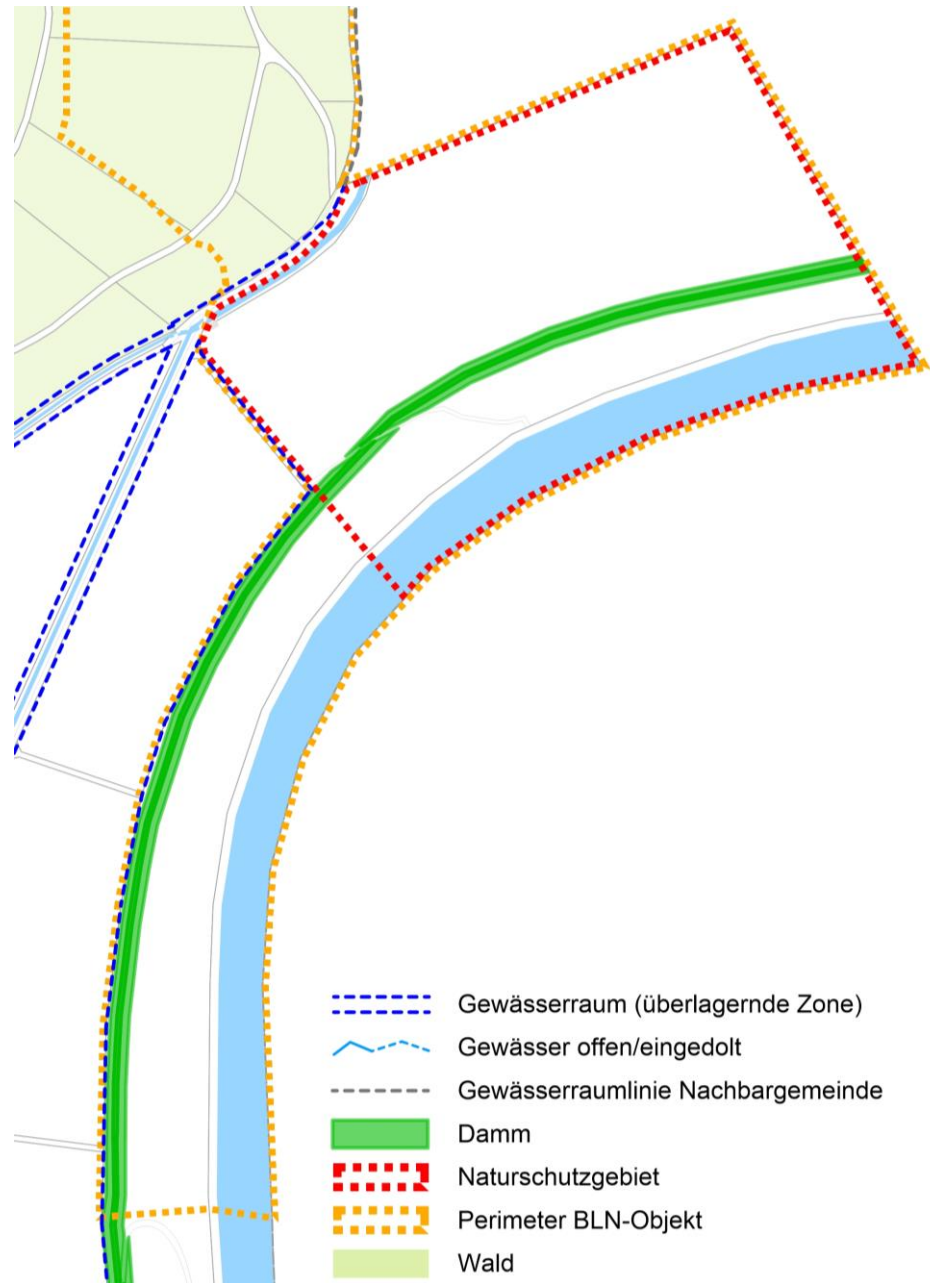 Gewässerraum (überlagernde Zone)
Gewässer offen/eingedolt
Gewässerraumlinie Nachbargemeinde
Damm
Naturschutzgebiet
Perimeter BLN-Objekt
Wald